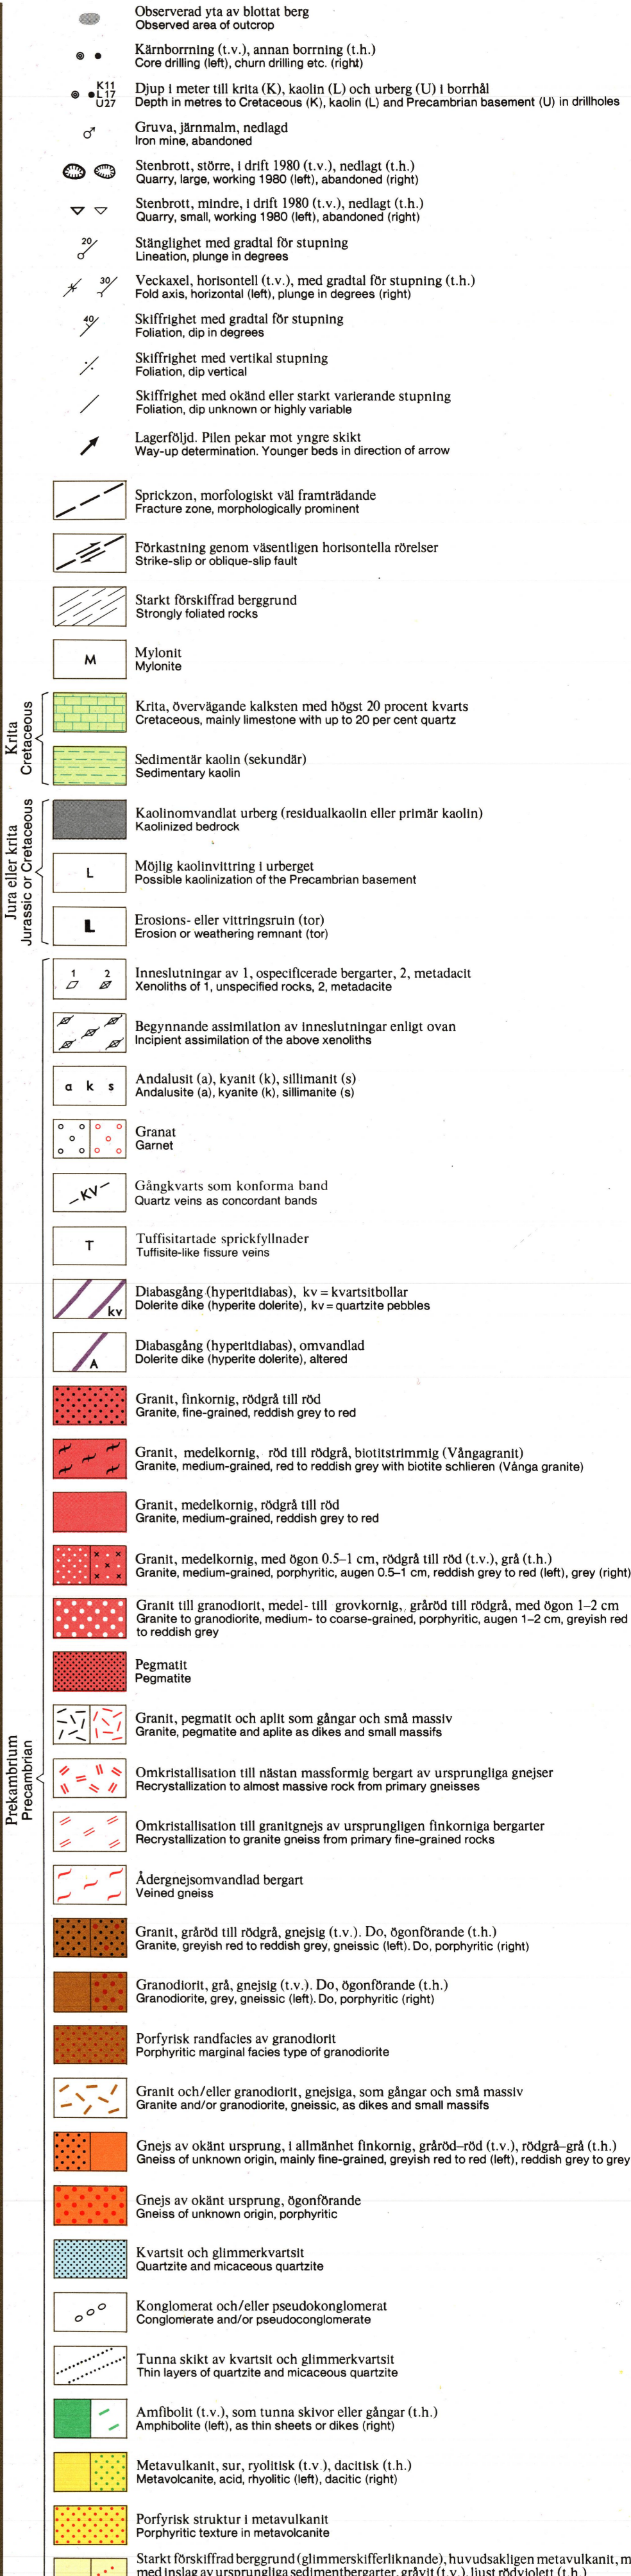 Observerad yta av blottat berg
Observed area of outcrop
Kärnborrning (t.v.), annan borrning (t.h.)
Core drilling (left), churn drilling etc. (right)
K11
L17
U27
Djup i meter till krita (K), kaolin (L) och urberg (U) i borrhål
Depth in metres to Cretaceous (K), kaolin (L) and Precambrian basement (U) in drillholes
Gruva, järnmalm, nedlagd
Iron mine, abandoned
Stenbrott, större, i drift 1980 (t.v.), nedlagt (t.h.)
Quarry, large, working 1980 (left), abandoned (right)
Stenbrott, mindre, i drift 1980 (t.v.), nedlagt (t.h.)
Quarry, small, working 1980 (left), abandoned (right)
20
Stänglighet med gradtal för stupning
Lineation, plunge in degrees
30
Veckaxel, horisontell (t.v.), med gradtal för stupning (t.h.)
Fold axis, horizontal (left), plunge in degrees (right)
40
Skiffrighet med gradtal för stupning
Foliation, dip in degrees
Skiffrighet med vertikal stupning
Foliation, dip vertical
Skiffrighet med okänd eller starkt varierande stupning
Foliation, dip unknown or highly variable
Lagerföljd. Pilen pekar mot yngre skikt
Way-up determination. Younger beds in direction of arrow
Sprickzon, morfologiskt väl framträdande
Fracture zone, morphologically prominent
Förkastning genom väsentligen horisontella rörelser
Strike-slip or oblique-slip fault
Starkt förskiffrad berggrund
Strongly foliated rocks
M
Mylonit
Mylonite
Krita
Cretaceous
Krita, övervägande kalksten med högst 20 procent kvarts
Cretaceous, mainly limestone with up to 20 per cent quartz
Sedimentär kaolin (sekundär)
Sedimentary kaolin
Jura eller krita
Jurassic or Cretaceous
Kaolinomvandlat urberg (residualkaolin eller primär kaolin)
Kaolinized bedrock
L
Möjlig kaolinvittring i urberget
Possible kaolinization of the Precambrian basement
L
Erosions- eller vittringsruin (tor)
Erosion or weathering remnant (tor)
Prekambrium
Precambrian
1 2
Inneslutningar av 1, ospecificerade bergarter, 2, metadacit
Xenoliths of 1, unspecified rocks, 2, metadacite
Begynnande assimilation av inneslutningar enligt ovan
Incipient assimilation of the above xenoliths
a k s
Andalusit (a), kyanit (k), sillimanit (s)
Andalusite (a), kyanite (k), sillimanite (s)
Granat
Garnet
KV
Gångkvarts som konforma band
Quartz veins as concordant bands
T
Tuffisitartade sprickfyllnader
Tuffisite-like fissure veins
kv
Diabasgång (hyperitdiabas), kv = kvartsitbollar
Dolerite dike (hyperite dolerite), kv = quartzite pebbles
A
Diabasgång (hyperitdiabas), omvandlad
Dolerite dike (hyperite dolerite), altered
Granit, finkornig, rödgrå till röd
Granite, fine-grained, reddish grey to red
Granit, medelkornig, röd till rödgrå, biotitstrimmig (Vångagranit)
Granite, medium-grained, red to reddish grey with biotite schlieren (Vånga granite)
Granit, medelkornig, rödgrå till röd
Granite, medium-grained, reddish grey to red
Granit, medelkornig, med ögon 0.5–1 cm, rödgrå till röd (t.v.), grå (t.h.)
Granite, medium-grained, porphyritic, augen 0.5–1 cm, reddish grey to red (left), grey (right)
Granit till granodiorit, medel- till grovkornig, gråröd till rödgrå, med ögon 1–2 cm
Granite to granodiorite, medium- to coarse-grained, porphyritic, augen 1–2 cm, greyish red
to reddish grey
Pegmatit
Pegmatite
Granit, pegmatit och aplit som gångar och små massiv
Granite, pegmatite and aplite as dikes and small massifs
Omkristallisation till nästan massformig bergart av ursprungliga gnejser
Recrystallization to almost massive rock from primary gneisses
Omkristallisation till granitgnejs av ursprungligen finkorniga bergarter
Recrystallization to granite gneiss from primary fine-grained rocks
Ådergnejsomvandlad bergart
Veined gneiss
Granit, gråröd till rödgrå, gnejsig (t.v.). Do, ögonförande (t.h.)
Granite, greyish red to reddish grey, gneissic (left). Do, porphyritic (right)
Granodiorit, grå, gnejsig (t.v.). Do, ögonförande (t.h.)
Granodiorite, grey, gneissic (left). Do, porphyritic (right)
Porfyrisk randfacies av granodiorit
Porphyritic marginal facies type of granodiorite
Granit och/eller granodiorit, gnejsiga, som gångar och små massiv
Granite and/or granodiorite, gneissic, as dikes and small massifs
Gnejs av okänt ursprung, i allmänhet finkornig, gråröd–röd (t.v.), rödgrå–grå (t.h.)
Gneiss of unknown origin, mainly fine-grained, greyish red to red (left), reddish grey to grey
Gnejs av okänt ursprung, ögonförande
Gneiss of unknown origin, porphyritic
Kvartsit och glimmerkvartsit
Quartzite and micaceous quartzite
Konglomerat och/eller pseudokonglomerat
Conglomerate and/or pseudoconglomerate
Tunna skikt av kvartsit och glimmerkvartsit
Thin layers of quartzite and micaceous quartzite
Amfibolit (t.v.), som tunna skivor eller gångar (t.h.)
Amphibolite (left), as thin sheets or dikes (right)
Metavulkanit, sur, ryolitisk (t.v.), dacitisk (t.h.)
Metavolcanite, acid, rhyolitic (left), dacitic (right)
Porfyrisk struktur i metavulkanit
Porphyritic texture in metavolcanite
Starkt förskiffrad berggrund (glimmerskifferliknande), huvudsakligen metavulkanit, m
med inslag av ursprungliga sedimentbergarter, gråvit (t.v.), ljust rödviolett (t.h.)